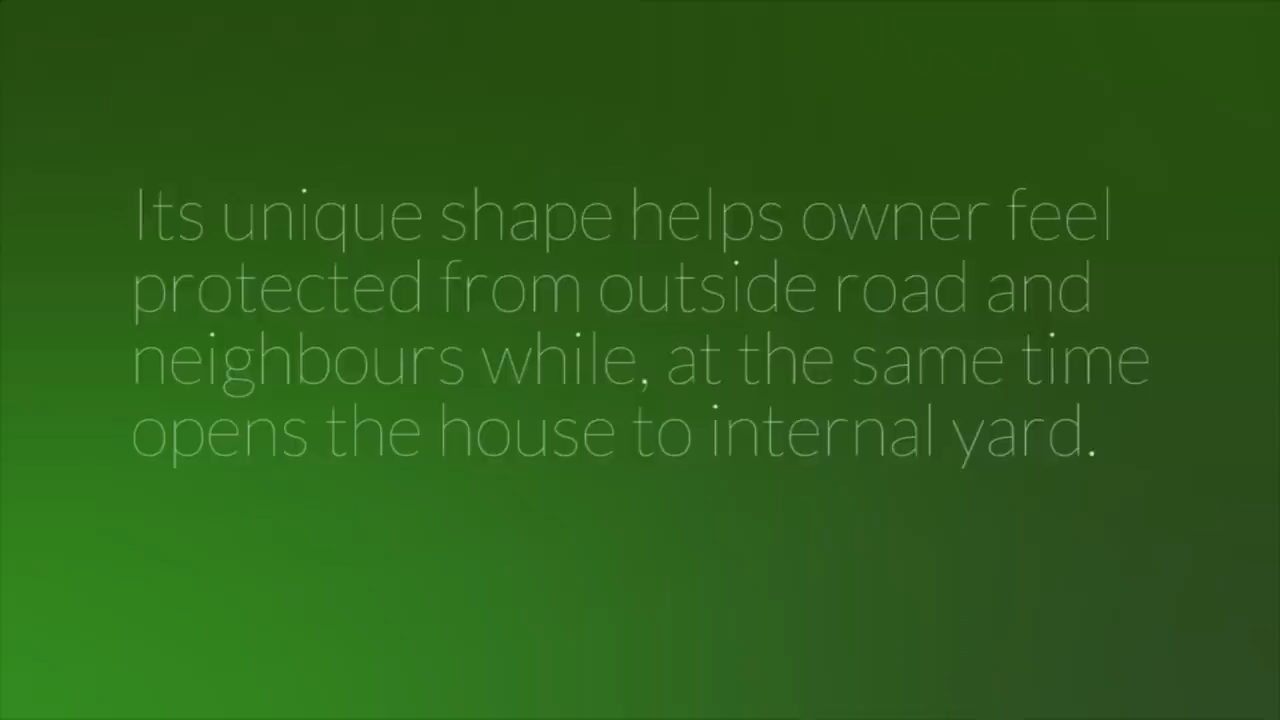 Its unique shape helps owner feel
protected from outside road and
neighbours while, at the same time
opens the house to internal yard.